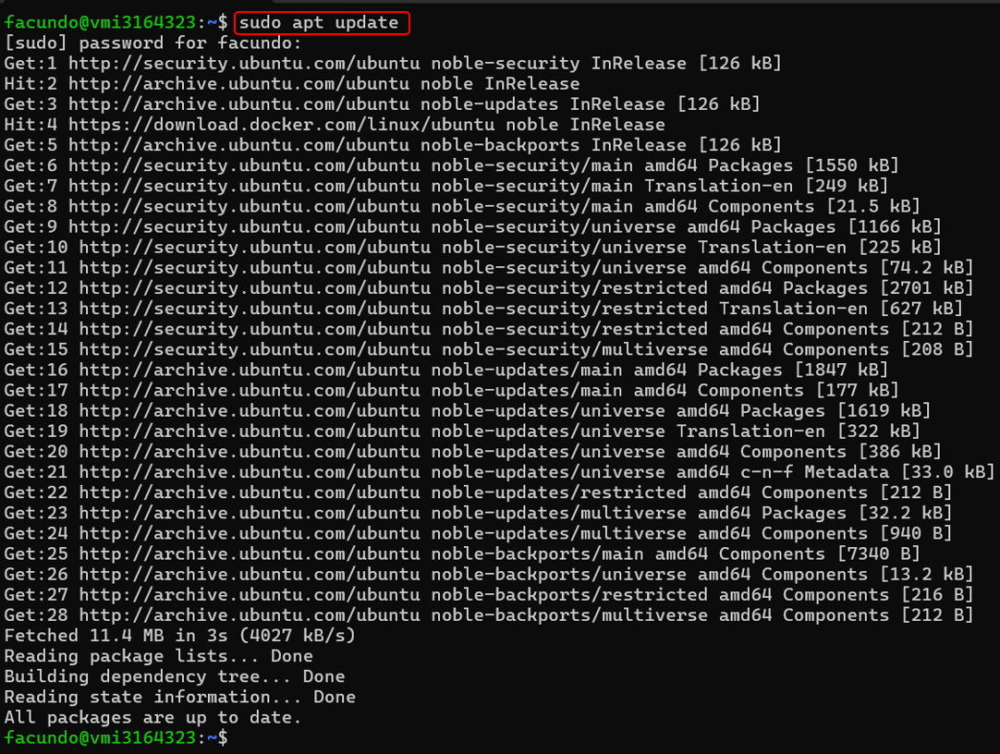 facundo@vmi3164323:~$ sudo apt update
[sudo] password for facundo:
Get:1 http://security.ubuntu.com/ubuntu noble-security InRelease [126 kB]
Hit:2 http://archive.ubuntu.com/ubuntu noble InRelease
Get:3 http://archive.ubuntu.com/ubuntu noble-updates InRelease [126 kB]
Hit:4 https://download.docker.com/linux/ubuntu noble InRelease
Get:5 http://archive.ubuntu.com/ubuntu noble-backports InRelease [126 kB]
Get:6 http://security.ubuntu.com/ubuntu noble-security/main amd64 Packages [1550 kB]
Get:7 http://security.ubuntu.com/ubuntu noble-security/main Translation-en [249 kB]
Get:8 http://security.ubuntu.com/ubuntu noble-security/main amd64 Components [21.5 kB]
Get:9 http://security.ubuntu.com/ubuntu noble-security/universe amd64 Packages [1166 kB]
Get:10 http://security.ubuntu.com/ubuntu noble-security/universe Translation-en [225 kB]
Get:11 http://security.ubuntu.com/ubuntu noble-security/universe amd64 Components [74.2 kB]
Get:12 http://security.ubuntu.com/ubuntu noble-security/restricted amd64 Packages [2701 kB]
Get:13 http://security.ubuntu.com/ubuntu noble-security/restricted Translation-en [627 kB]
Get:14 http://security.ubuntu.com/ubuntu noble-security/restricted amd64 Components [212 B]
Get:15 http://security.ubuntu.com/ubuntu noble-security/multiverse amd64 Components [208 B]
Get:16 http://archive.ubuntu.com/ubuntu noble-updates/main amd64 Packages [1847 kB]
Get:17 http://archive.ubuntu.com/ubuntu noble-updates/main amd64 Components [177 kB]
Get:18 http://archive.ubuntu.com/ubuntu noble-updates/universe amd64 Packages [1619 kB]
Get:19 http://archive.ubuntu.com/ubuntu noble-updates/universe Translation-en [322 kB]
Get:20 http://archive.ubuntu.com/ubuntu noble-updates/universe amd64 Components [386 kB]
Get:21 http://archive.ubuntu.com/ubuntu noble-updates/universe amd64 c-n-f Metadata [33.0 kB]
Get:22 http://archive.ubuntu.com/ubuntu noble-updates/restricted amd64 Components [212 B]
Get:23 http://archive.ubuntu.com/ubuntu noble-updates/multiverse amd64 Packages [32.2 kB]
Get:24 http://archive.ubuntu.com/ubuntu noble-updates/multiverse amd64 Components [940 B]
Get:25 http://archive.ubuntu.com/ubuntu noble-backports/main amd64 Components [7340 B]
Get:26 http://archive.ubuntu.com/ubuntu noble-backports/universe amd64 Components [13.2 kB]
Get:27 http://archive.ubuntu.com/ubuntu noble-backports/restricted amd64 Components [216 B]
Get:28 http://archive.ubuntu.com/ubuntu noble-backports/multiverse amd64 Components [212 B]
Fetched 11.4 MB in 3s (4027 kB/s)
Reading package lists... Done
Building dependency tree... Done
Reading state information... Done
All packages are up to date.
facundo@vmi3164323:~$